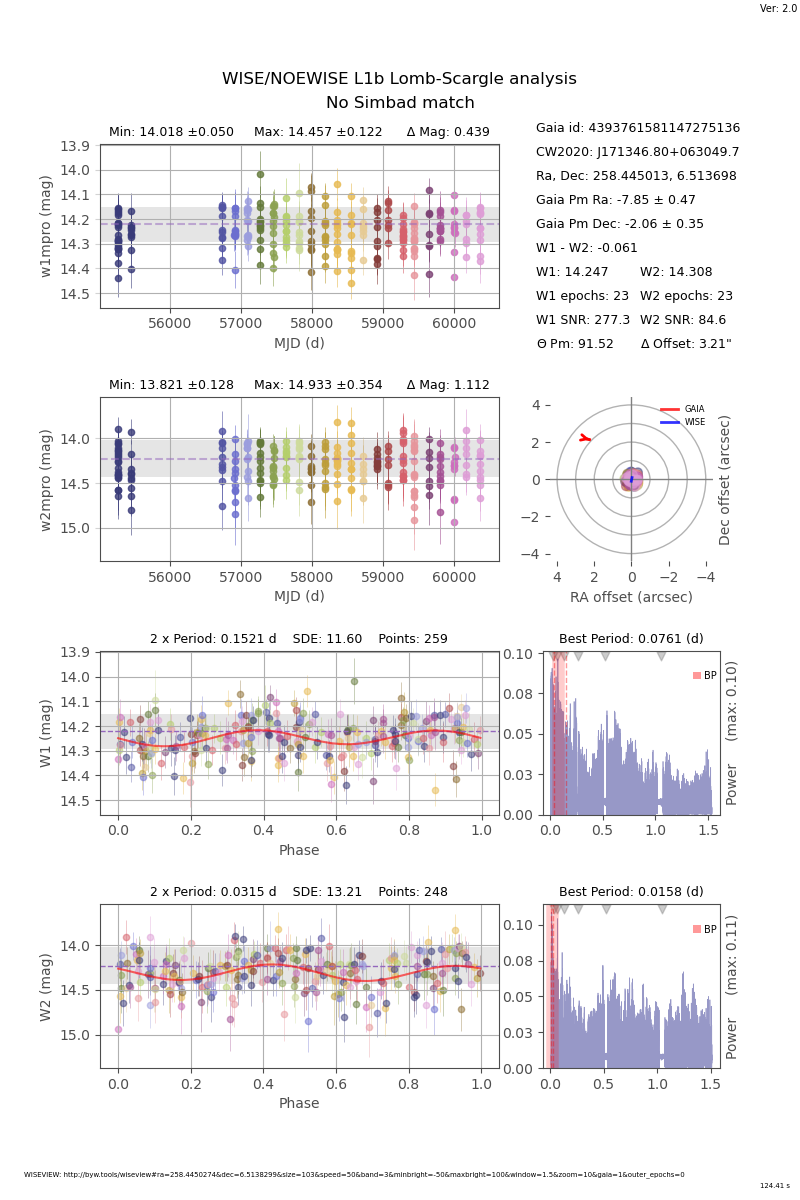 Ver: 2.0
WISE/NOEWISE L1b Lomb-Scargle analysis
No Simbad match
Min: 14.018 ±0.050 Max: 14.457 ±0.122 Δ Mag: 0.439
13.9
14.0
14.1
14.2
14.3
14.4
14.5
w1mpro (mag)
56000 57000 58000 59000 60000
MJD (d)
Gaia id: 4393761581147275136
CW2020: J171346.80+063049.7
Ra, Dec: 258.445013, 6.513698
Gaia Pm Ra: -7.85 ± 0.47
Gaia Pm Dec: -2.06 ± 0.35
W1 - W2: -0.061
W1: 14.247 W2: 14.308
W1 epochs: 23 W2 epochs: 23
W1 SNR: 277.3 W2 SNR: 84.6
Θ Pm: 91.52 Δ Offset: 3.21"
Min: 13.821 ±0.128 Max: 14.933 ±0.354 Δ Mag: 1.112
14.0
14.5
15.0
w2mpro (mag)
56000 57000 58000 59000 60000
MJD (d)
GAIA
WISE
4
2
0
−2
−4
4 2 0 −2 −4
RA offset (arcsec)
Dec offset (arcsec)
2 x Period: 0.1521 d SDE: 11.60 Points: 259
13.9
14.0
14.1
14.2
14.3
14.4
14.5
W1 (mag)
0.0 0.2 0.4 0.6 0.8 1.0
Phase
Best Period: 0.0761 (d)
BP
0.10
0.08
0.05
0.03
0.00
0.0 0.5 1.0 1.5
Power (max: 0.10)
2 x Period: 0.0315 d SDE: 13.21 Points: 248
14.0
14.5
15.0
W2 (mag)
0.0 0.2 0.4 0.6 0.8 1.0
Phase
Best Period: 0.0158 (d)
BP
0.10
0.08
0.05
0.03
0.00
0.0 0.5 1.0 1.5
Power (max: 0.11)
WISEVIEW: http://byw.tools/wiseview#ra=258.4450274&dec=6.5138299&size=103&speed=50&band=3&minbright=-50&maxbright=100&window=1.5&zoom=10&gaia=1&outer_epochs=0
124.41 s